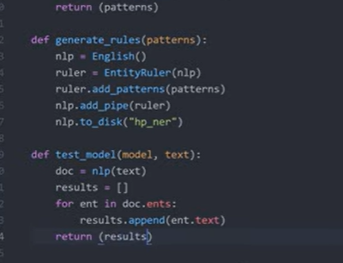 return (patterns)
def generate_rules(patterns):
nlp = English()
ruler = EntityRuler(nlp)
ruler.add_patterns(patterns)
nlp.add_pipe(ruler)
nlp.to_disk("hp_ner")
def test_model(model, text):
doc = nlp(text)
results = []
for ent in doc.ents:
results.append(ent.text)
return (results)